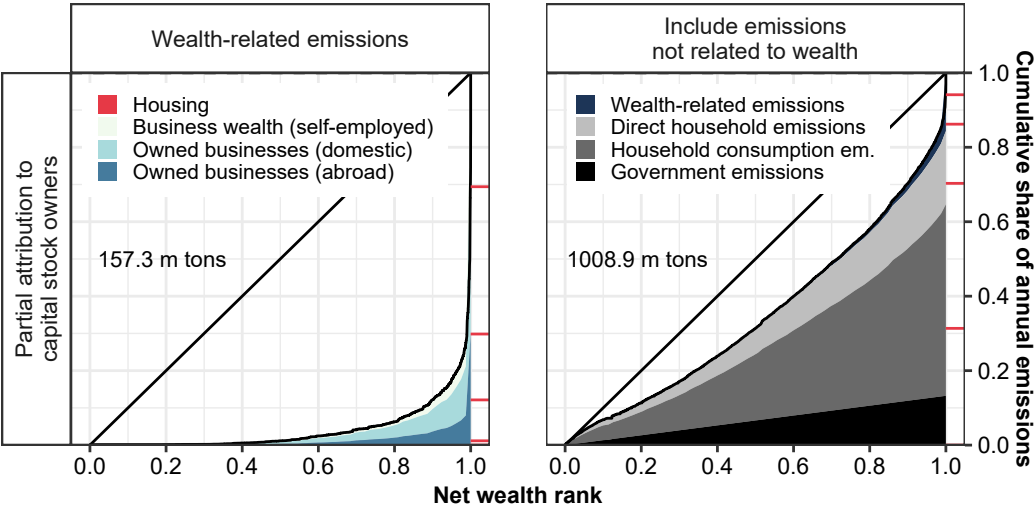 Wealth-related emissions
Include emissions
not related to wealth
Partial attribution to
capital stock owners
Housing
Business wealth (self-employed)
Owned businesses (domestic)
Owned businesses (abroad)
157.3 m tons
Wealth-related emissions
Direct household emissions
Household consumption em.
Government emissions
1008.9 m tons
1.0
0.8
0.6
0.4
0.2
0.0
Cumulative share of annual emissions
0.0 0.2 0.4 0.6 0.8 1.0
0.0 0.2 0.4 0.6 0.8 1.0
Net wealth rank